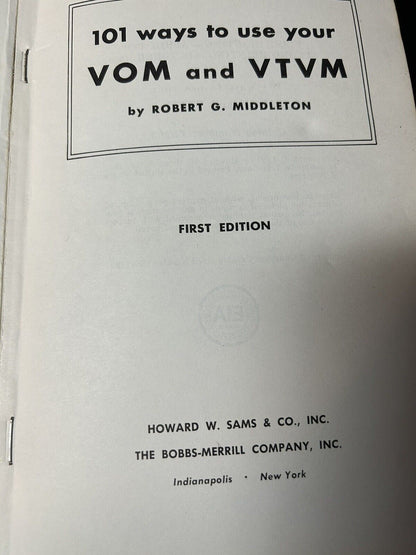 101 ways to use your
VOM and VTVM
by ROBERT G. MIDDLETON
FIRST EDITION
HOWARD W. SAMS & CO., INC.
THE BOBBS-MERRILL COMPANY, INC.
Indianapolis • New York